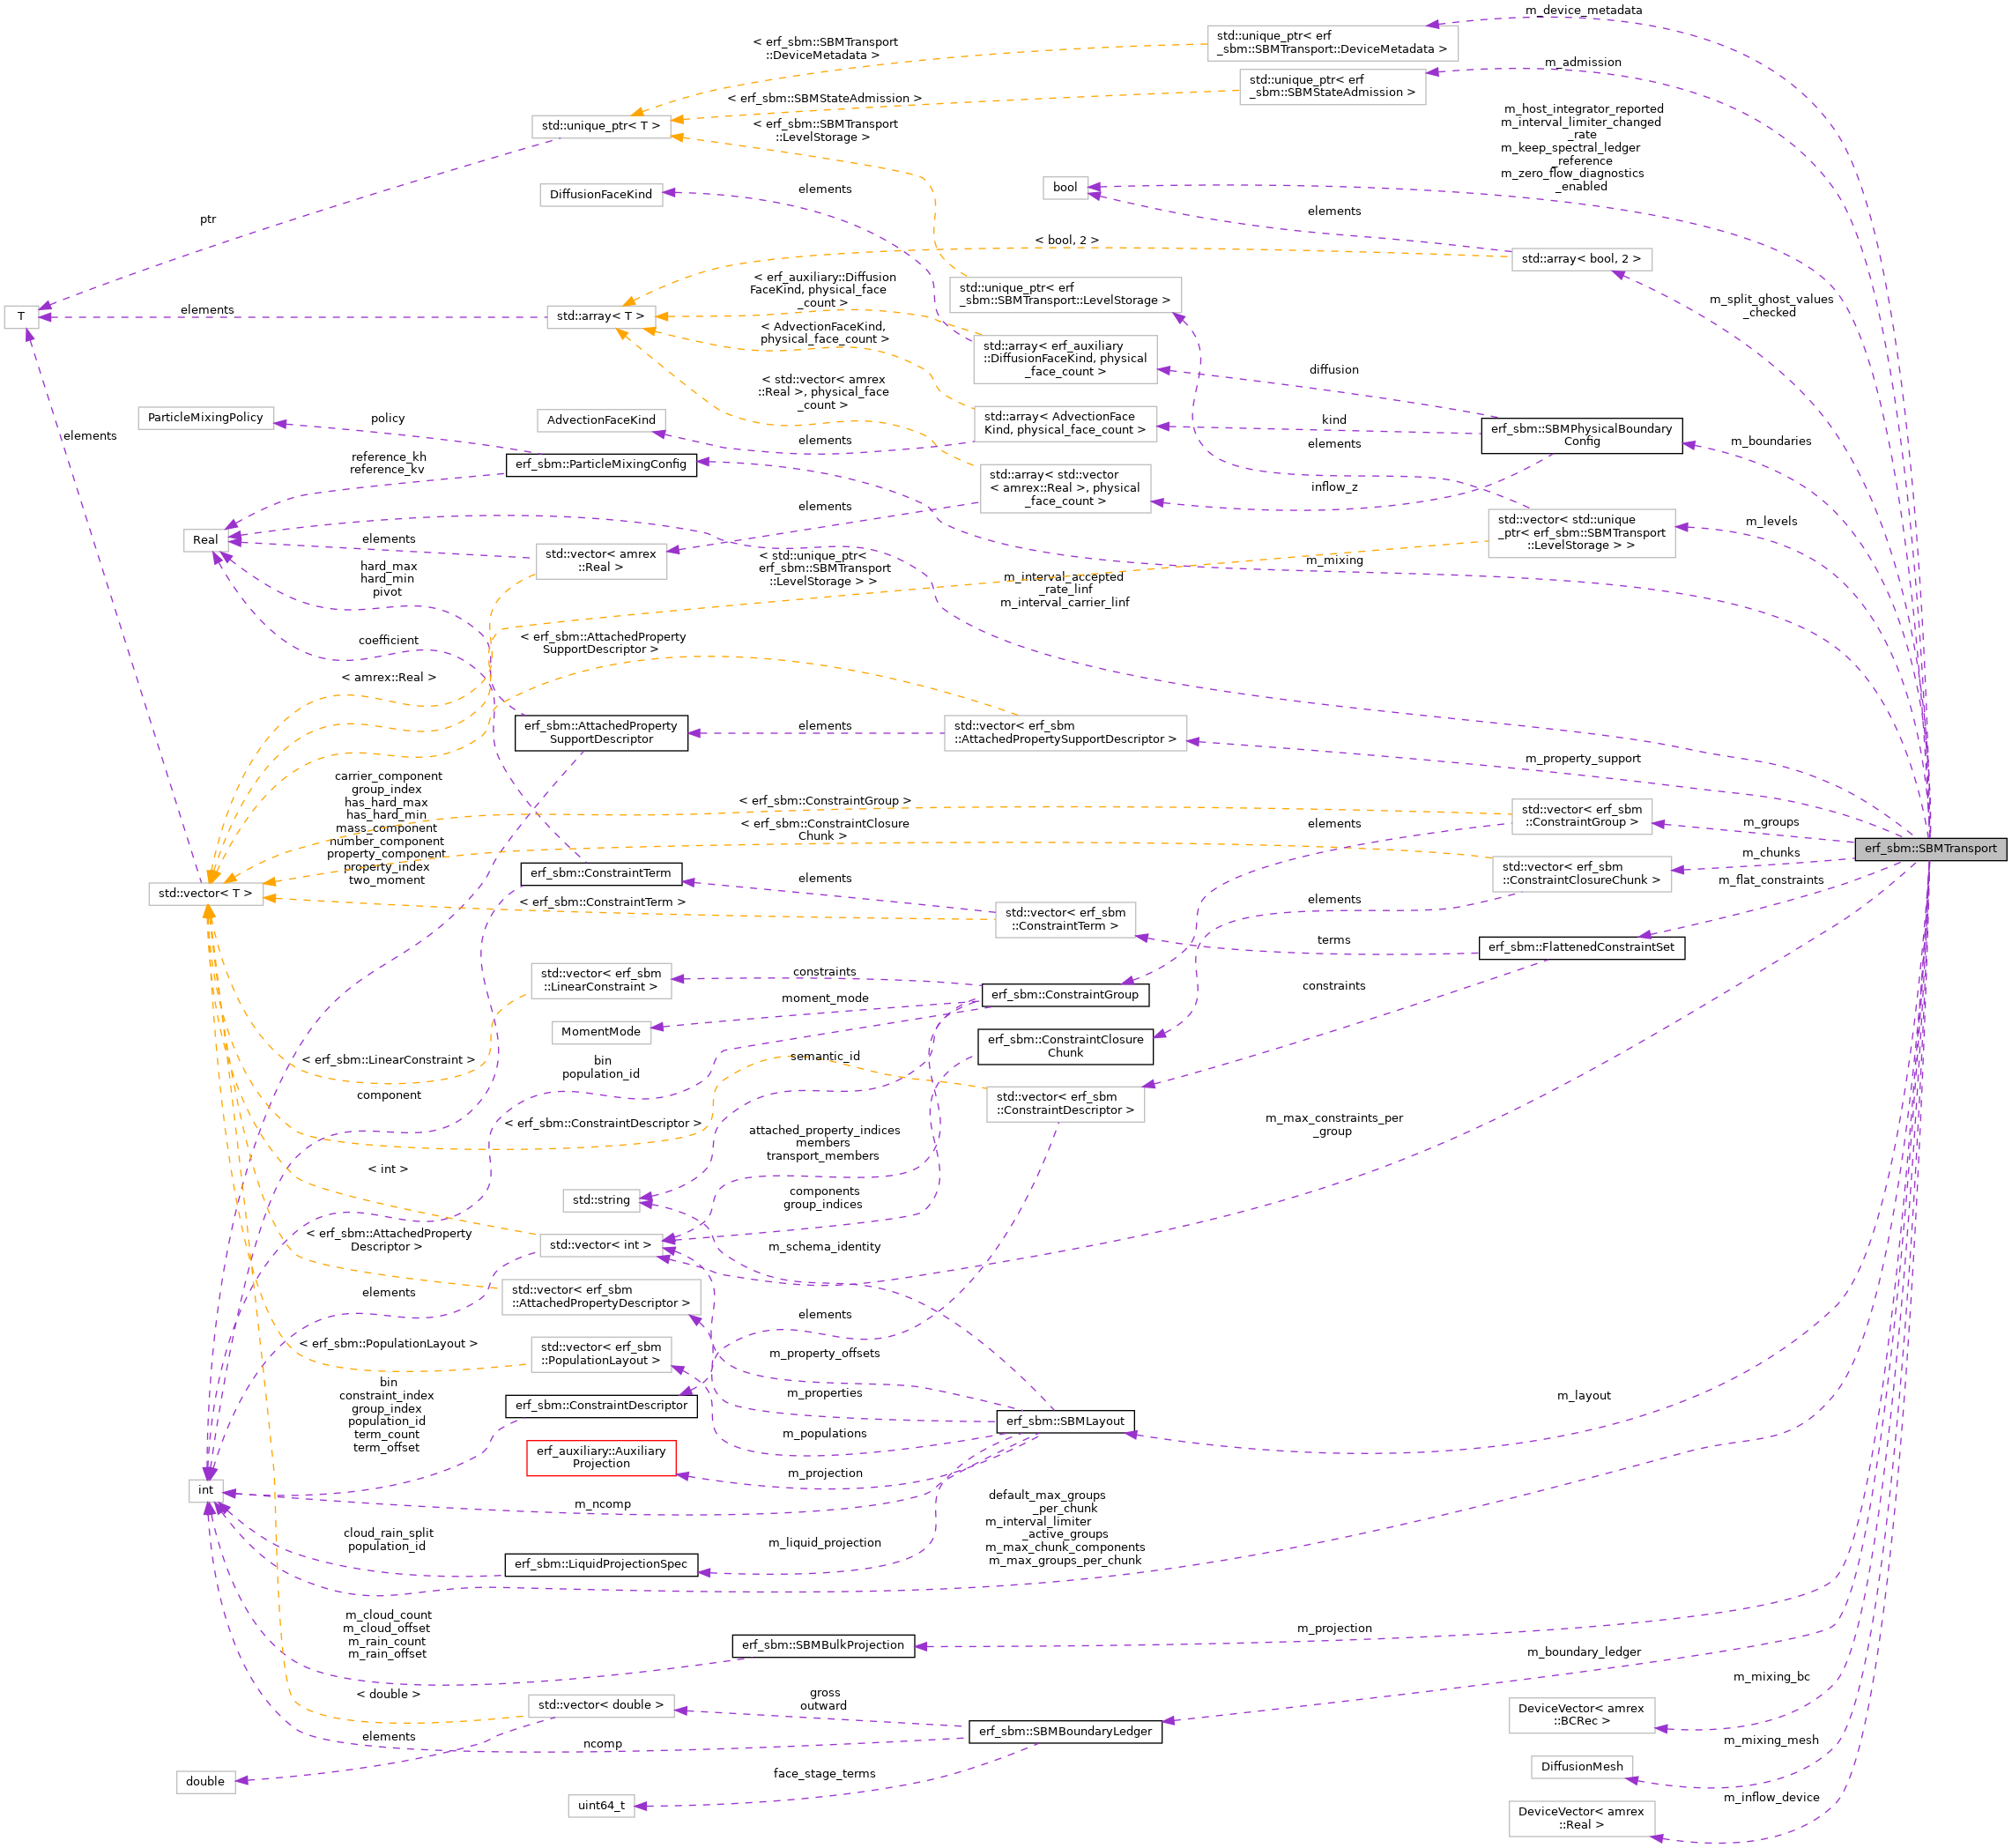 m_device_metadata
< erf_sbm::SBMTransport
::DeviceMetadata >
std::unique_ptr< erf
_sbm::SBMTransport::DeviceMetadata >
m_admission
std::unique_ptr< erf
_sbm::SBMStateAdmission >
< erf_sbm::SBMStateAdmission >
std::unique_ptr< T >
< erf_sbm::SBMTransport
::LevelStorage >
m_host_integrator_reported
m_interval_limiter_changed
_rate
m_keep_spectral_ledger
_reference
m_zero_flow_diagnostics
_enabled
DiffusionFaceKind
elements
bool
elements
ptr
< bool, 2 >
std::array< bool, 2 >
< erf_auxiliary::Diffusion
FaceKind, physical_face
_count >
std::unique_ptr< erf
_sbm::SBMTransport::LevelStorage >
m_split_ghost_values
_checked
T
elements
std::array< T >
< AdvectionFaceKind,
physical_face_count >
std::array< erf_auxiliary
::DiffusionFaceKind, physical
_face_count >
diffusion
< std::vector< amrex
::Real >, physical_face
_count >
ParticleMixingPolicy
policy
AdvectionFaceKind
std::array< AdvectionFace
Kind, physical_face_count >
kind
erf_sbm::SBMPhysicalBoundary
Config
m_boundaries
elements
elements
elements
reference_kh
reference_kv
erf_sbm::ParticleMixingConfig
std::array< std::vector
< amrex::Real >, physical
_face_count >
inflow_z
elements
std::vector< std::unique
_ptr< erf_sbm::SBMTransport
::LevelStorage > >
m_levels
Real
elements
std::vector< amrex
::Real >
< std::unique_ptr<
erf_sbm::SBMTransport
::LevelStorage > >
m_mixing
hard_max
hard_min
pivot
m_interval_accepted
_rate_linf
m_interval_carrier_linf
coefficient
< erf_sbm::AttachedProperty
SupportDescriptor >
< amrex::Real >
erf_sbm::AttachedProperty
SupportDescriptor
elements
std::vector< erf_sbm
::AttachedPropertySupportDescriptor >
m_property_support
carrier_component
group_index
has_hard_max
has_hard_min
mass_component
number_component
property_component
property_index
two_moment
< erf_sbm::ConstraintGroup >
std::vector< erf_sbm
::ConstraintGroup >
m_groups
elements
< erf_sbm::ConstraintClosure
Chunk >
erf_sbm::SBMTransport
m_chunks
std::vector< erf_sbm
::ConstraintClosureChunk >
m_flat_constraints
std::vector< T >
erf_sbm::ConstraintTerm
elements
< erf_sbm::ConstraintTerm >
std::vector< erf_sbm
::ConstraintTerm >
elements
terms
erf_sbm::FlattenedConstraintSet
std::vector< erf_sbm
::LinearConstraint >
constraints
erf_sbm::ConstraintGroup
constraints
moment_mode
MomentMode
erf_sbm::ConstraintClosure
Chunk
< erf_sbm::LinearConstraint >
bin
population_id
semantic_id
component
std::vector< erf_sbm
::ConstraintDescriptor >
< erf_sbm::ConstraintDescriptor >
attached_property_indices
members
transport_members
m_max_constraints_per
_group
< int >
std::string
components
group_indices
< erf_sbm::AttachedProperty
Descriptor >
std::vector< int >
m_schema_identity
elements
std::vector< erf_sbm
::AttachedPropertyDescriptor >
elements
< erf_sbm::PopulationLayout >
std::vector< erf_sbm
::PopulationLayout >
m_property_offsets
bin
constraint_index
group_index
population_id
term_count
term_offset
erf_sbm::ConstraintDescriptor
m_properties
m_populations
erf_sbm::SBMLayout
m_layout
erf_auxiliary::Auxiliary
Projection
m_projection
int
m_ncomp
default_max_groups
_per_chunk
m_interval_limiter
_active_groups
m_max_chunk_components
m_max_groups_per_chunk
cloud_rain_split
population_id
m_liquid_projection
erf_sbm::LiquidProjectionSpec
m_cloud_count
m_cloud_offset
m_rain_count
m_rain_offset
erf_sbm::SBMBulkProjection
m_projection
m_boundary_ledger
m_mixing_bc
< double >
std::vector< double >
gross
outward
erf_sbm::SBMBoundaryLedger
DeviceVector< amrex
::BCRec >
elements
ncomp
m_mixing_mesh
double
face_stage_terms
DiffusionMesh
uint64_t
m_inflow_device
DeviceVector< amrex
::Real >